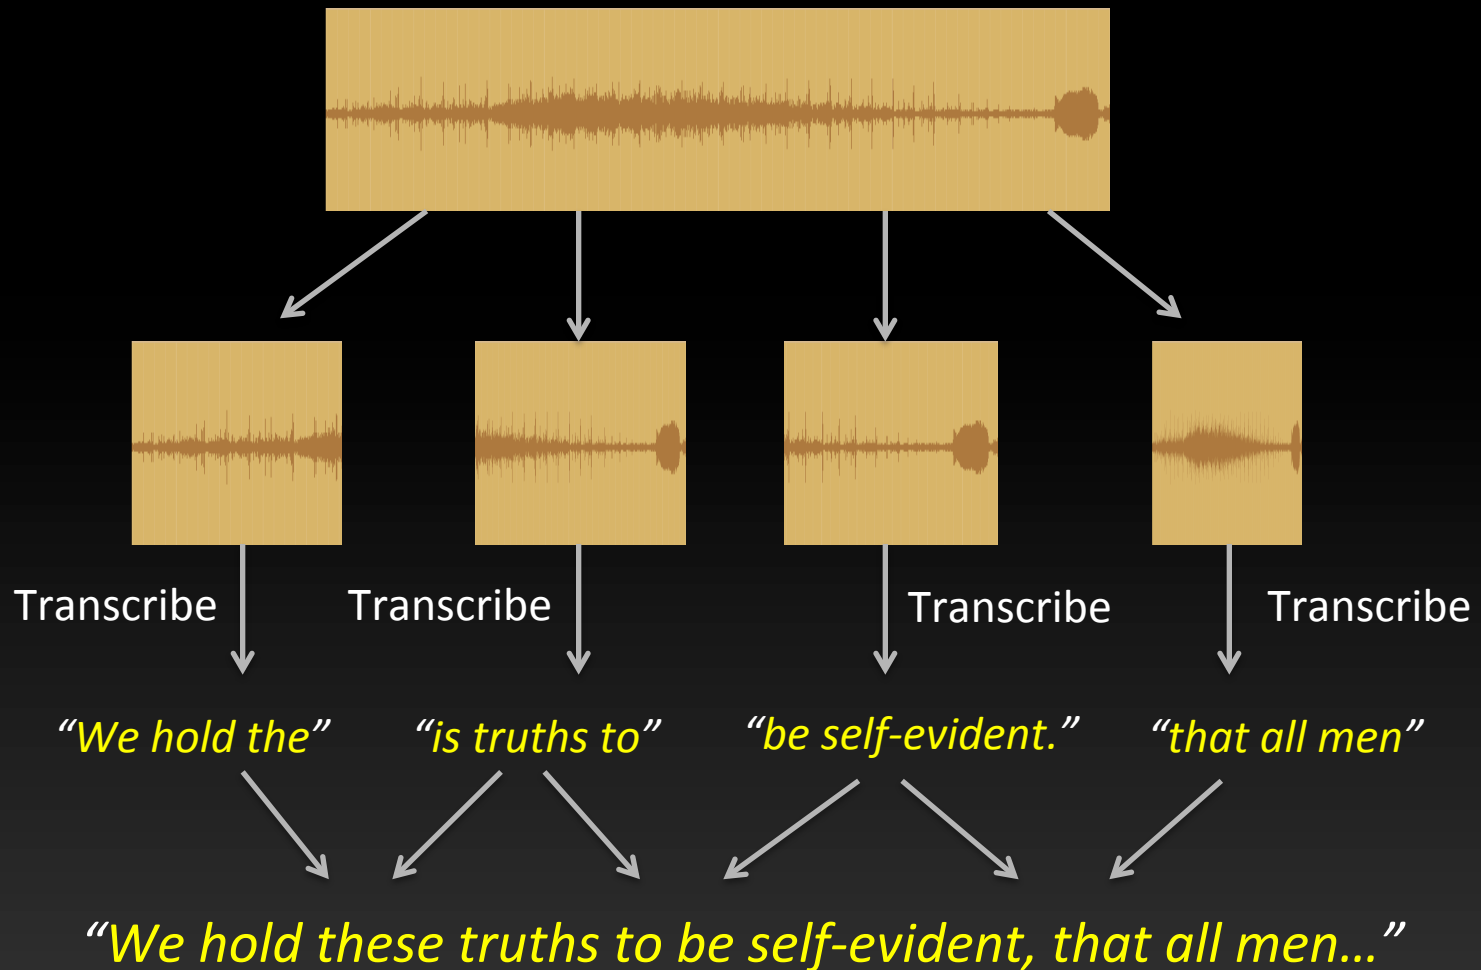 Transcribe Transcribe Transcribe Transcribe
“We hold the” “is truths to” “be self-evident.” “that all men”
“We hold these truths to be self-evident, that all men...”